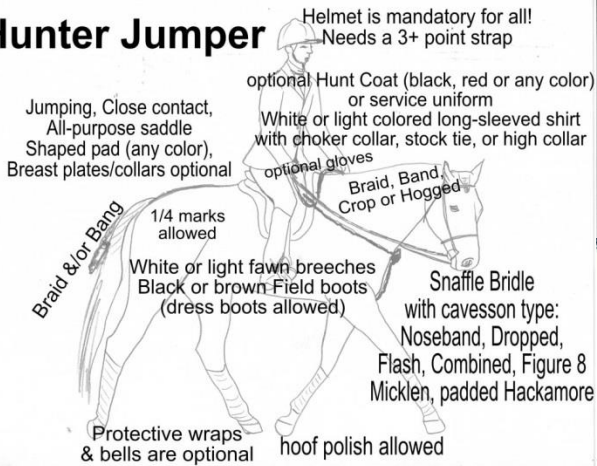 Hunter Jumper
Helmet is mandatory for all!
Needs a 3+ point strap
optional Hunt Coat (black, red or any color)
or service uniform
White or light colored long-sleeved shirt
with choker collar, stock tie, or high collar
Jumping, Close contact,
All-purpose saddle
Shaped pad (any color),
Breast plates/collars optional
optional gloves
Braid, Band,
Crop or Hogged
Braid &/or Bang
1/4 marks
allowed
White or light fawn breeches
Black or brown Field boots
(dress boots allowed)
Snaffle Bridle
with cavesson type:
Noseband, Dropped,
Flash, Combined, Figure 8
Micklen, padded Hackamore
Protective wraps
& bells are optional
hoof polish allowed